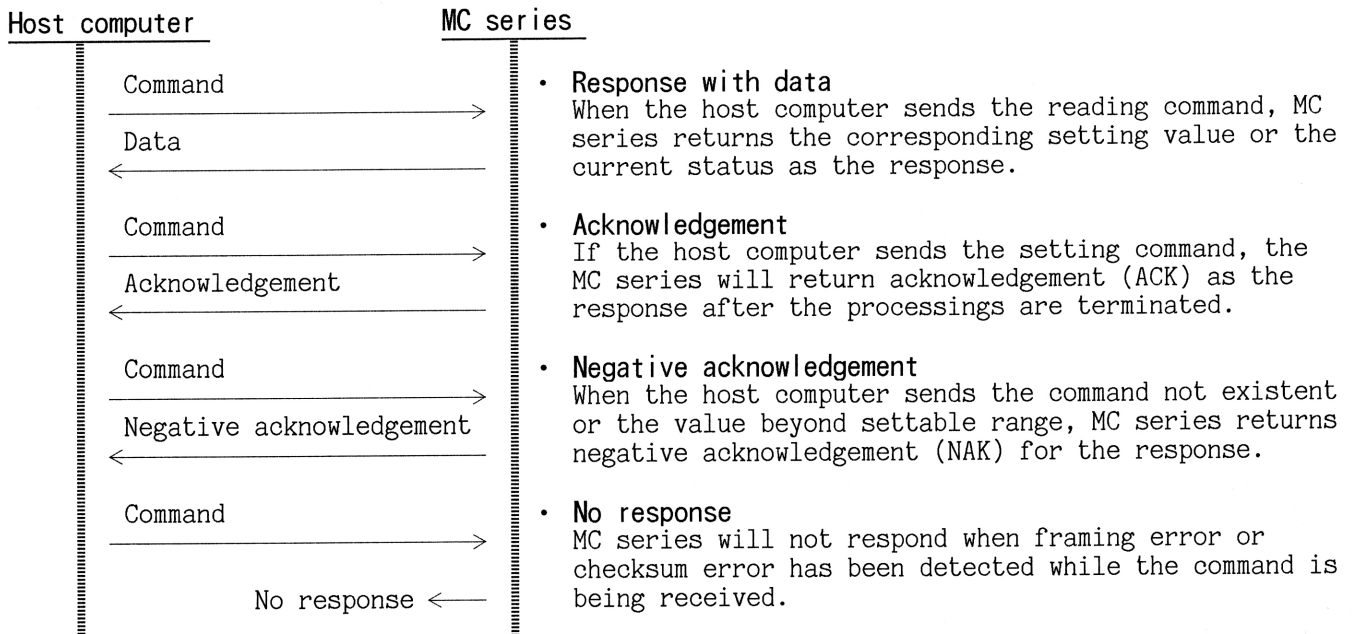 Host computer
MC series
Command
Data
・ Response with data
When the host computer sends the reading command, MC
series returns the corresponding setting value or the
current status as the response.
Command
Acknowledgement
・ Acknowledgement
If the host computer sends the setting command, the
MC series will return acknowledgement (ACK) as the
response after the processings are terminated.
Command
Negative acknowledgement
・ Negative acknowledgement
When the host computer sends the command not existent
or the value beyond settable range, MC series returns
negative acknowledgement (NAK) for the response.
Command
No response
・ No response
MC series will not respond when framing error or
checksum error has been detected while the command is
being received.